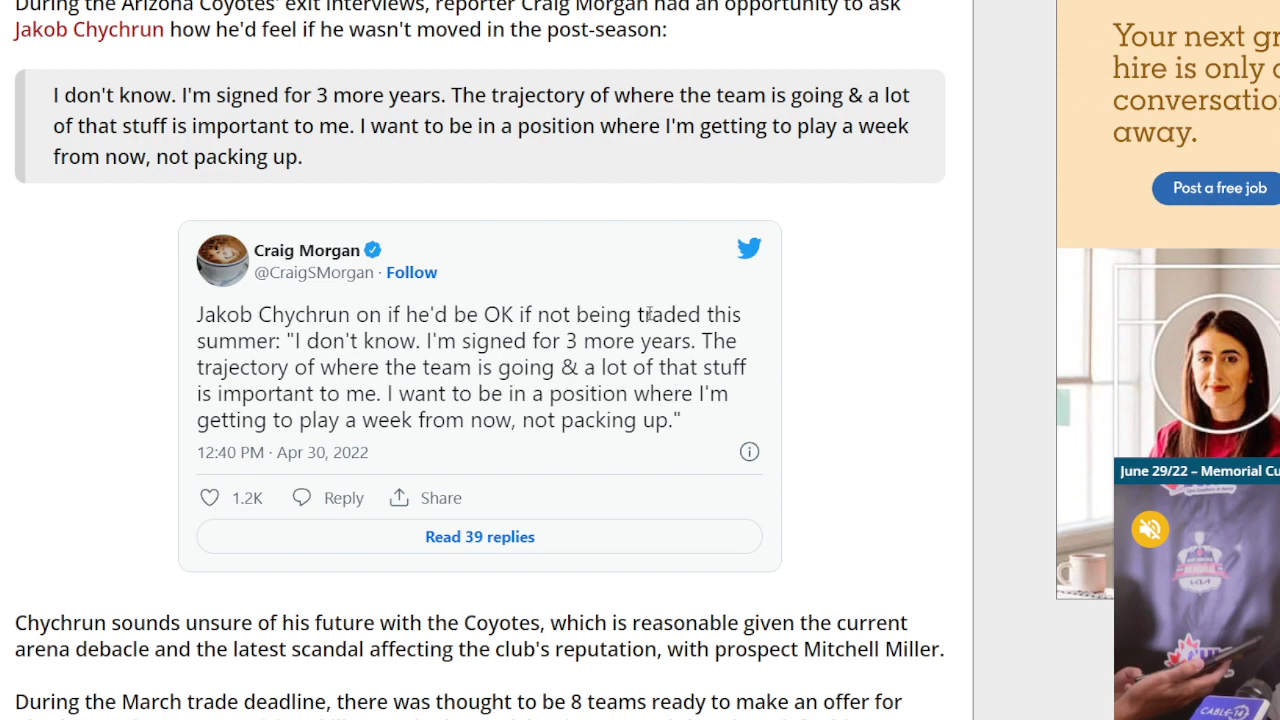 During the Arizona Coyotes' exit interviews, reporter Craig Morgan had an opportunity to ask
Jakob Chychrun how he'd feel if he wasn't moved in the post-season:
I don't know. I'm signed for 3 more years. The trajectory of where the team is going & a lot
of that stuff is important to me. I want to be in a position where I'm getting to play a week
from now, not packing up.
Craig Morgan
@CraigSMorgan · Follow
Jakob Chychrun on if he'd be OK if not being traded this
summer: "I don't know. I'm signed for 3 more years. The
trajectory of where the team is going & a lot of that stuff
is important to me. I want to be in a position where I'm
getting to play a week from now, not packing up."
12:40 PM · Apr 30, 2022
1.2K Reply Share
Read 39 replies
Chychrun sounds unsure of his future with the Coyotes, which is reasonable given the current
arena debacle and the latest scandal affecting the club's reputation, with prospect Mitchell Miller.
During the March trade deadline, there was thought to be 8 teams ready to make an offer for
Your next gr
hire is only
conversatio
away.
Post a free job
June 29/22 – Memorial Cu
MEMORIAL
KIA
CABLE 14